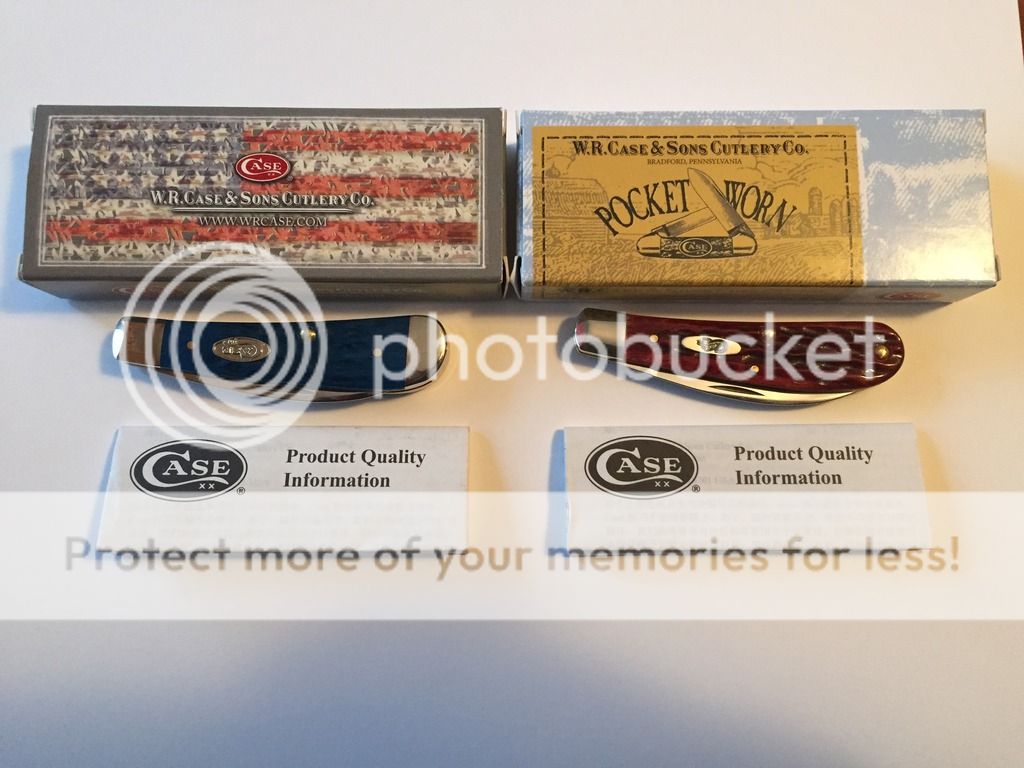 CASE
XX
W.R. CASE & SONS CUTLERY CO.
WWW.WRCASE.COM
W.R. CASE & SONS CUTLERY CO.
BRADFORD, PENNSYLVANIA
POCKET WORN
CASE
photobucket
CASE
XX
®
Product Quality
Information
CASE
XX
®
Product Quality
Information
Protect more of your memories for less!